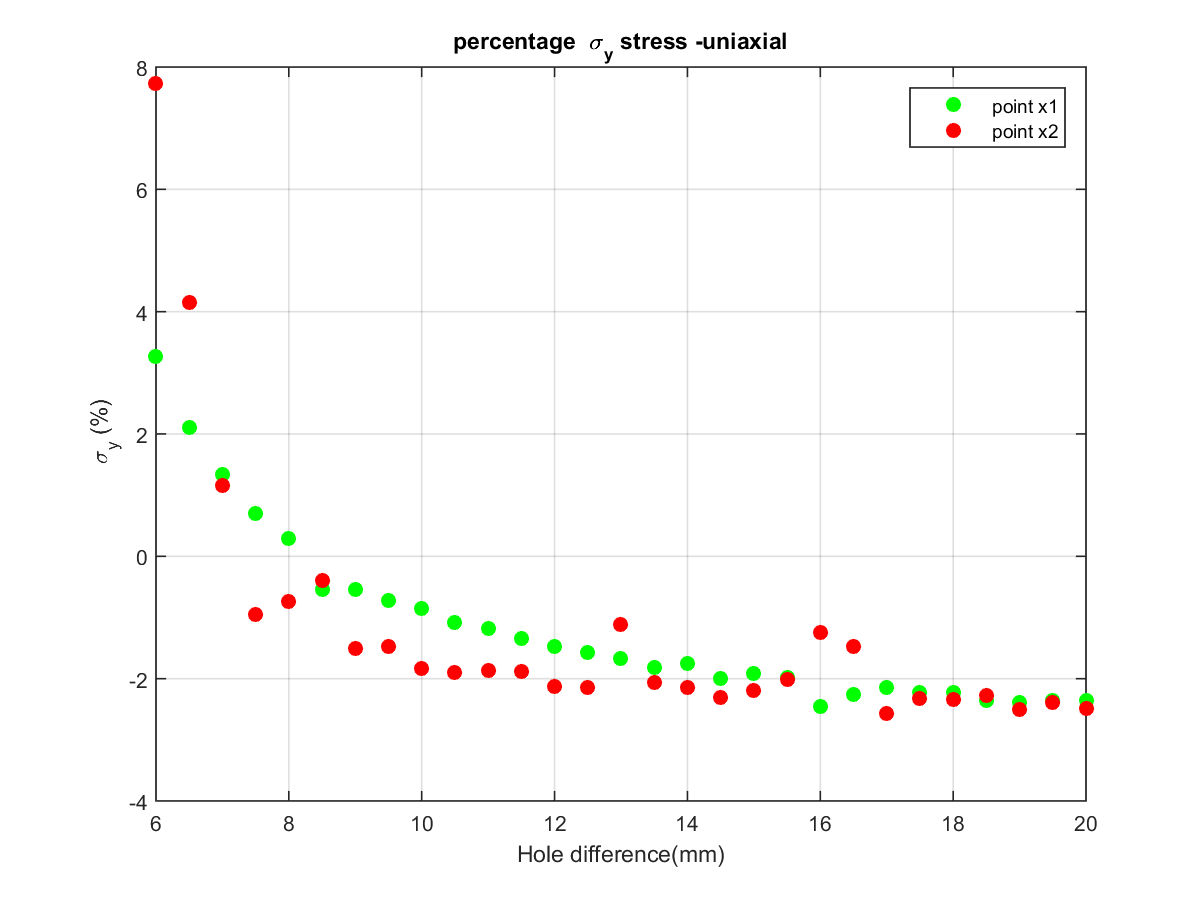 percentage σy stress -uniaxial
point x1
point x2
8
6
4
2
0
-2
-4
σy (%)
6 8 10 12 14 16 18 20
Hole difference(mm)